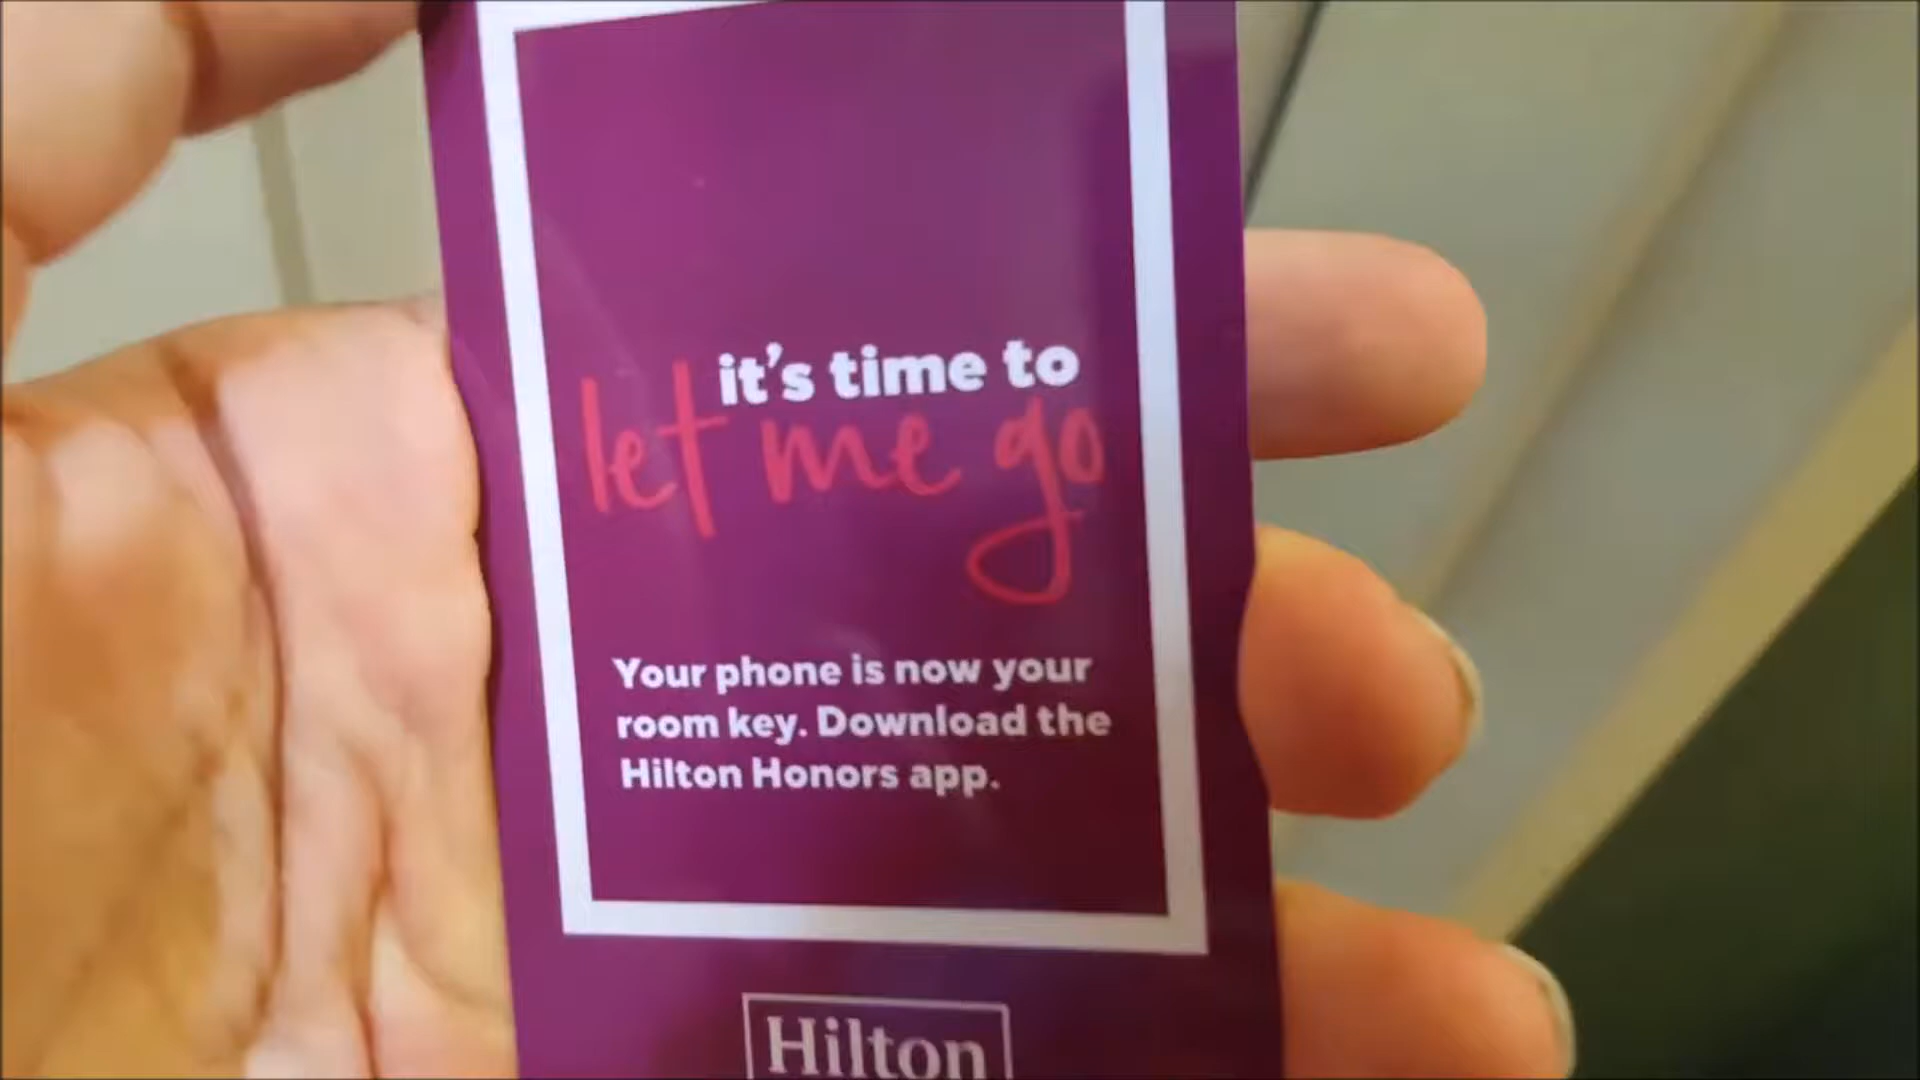 it's time to
let me go
Your phone is now your
room key. Download the
Hilton Honors app.
Hilton